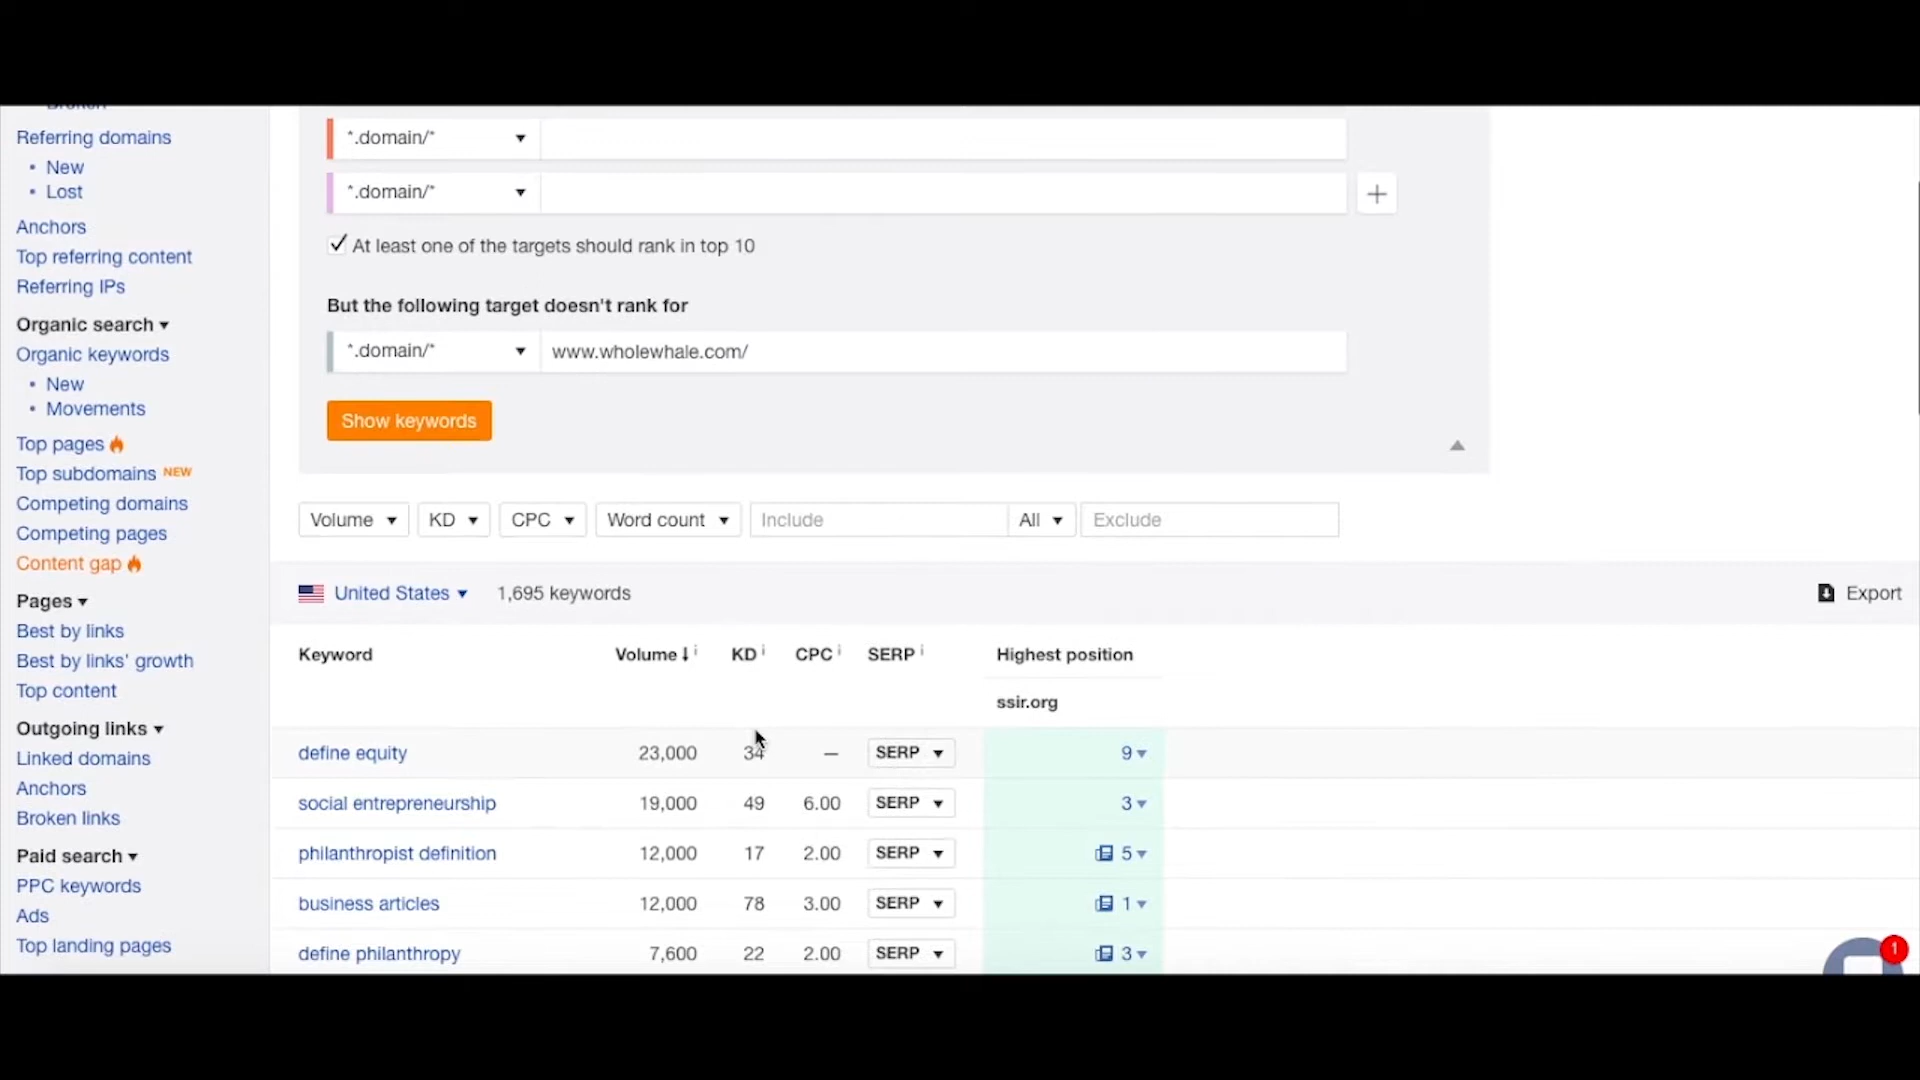 Broken
Referring domains
• New
• Lost
Anchors
Top referring content
Referring IPs
Organic search
Organic keywords
• New
• Movements
Top pages
Top subdomains NEW
Competing domains
Competing pages
Content gap
Pages
Best by links
Best by links' growth
Top content
Outgoing links
Linked domains
Anchors
Broken links
Paid search
PPC keywords
Ads
Top landing pages
*.domain/*
*.domain/*
At least one of the targets should rank in top 10
But the following target doesn't rank for
*.domain/* www.wholewhale.com/
Show keywords
Volume KD CPC Word count Include All Exclude
United States 1,695 keywords Export
Keyword Volume KD CPC SERP Highest position
ssir.org
define equity 23,000 34 – SERP 9
social entrepreneurship 19,000 49 6.00 SERP 3
philanthropist definition 12,000 17 2.00 SERP 5
business articles 12,000 78 3.00 SERP 1
define philanthropy 7,600 22 2.00 SERP 3
1